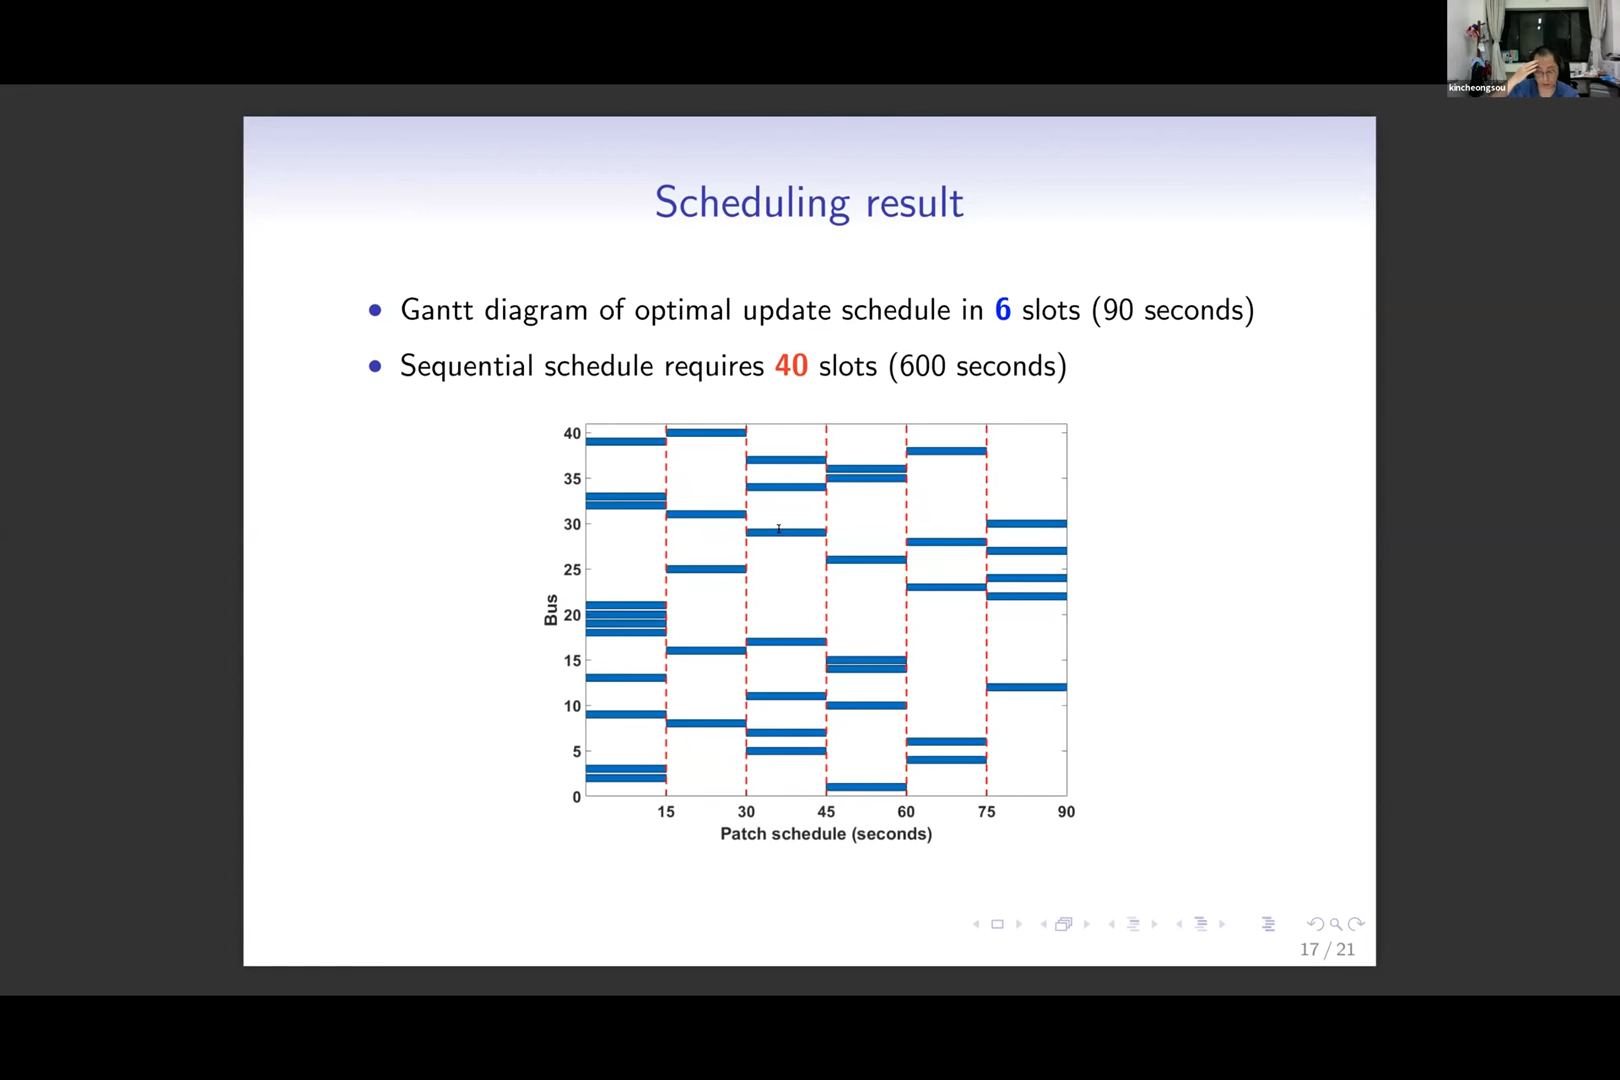 kincheongsou
Scheduling result
• Gantt diagram of optimal update schedule in 6 slots (90 seconds)
• Sequential schedule requires 40 slots (600 seconds)
40
35
30
25
20
15
10
5
0
Bus
15 30 45 60 75 90
Patch schedule (seconds)
17 / 21